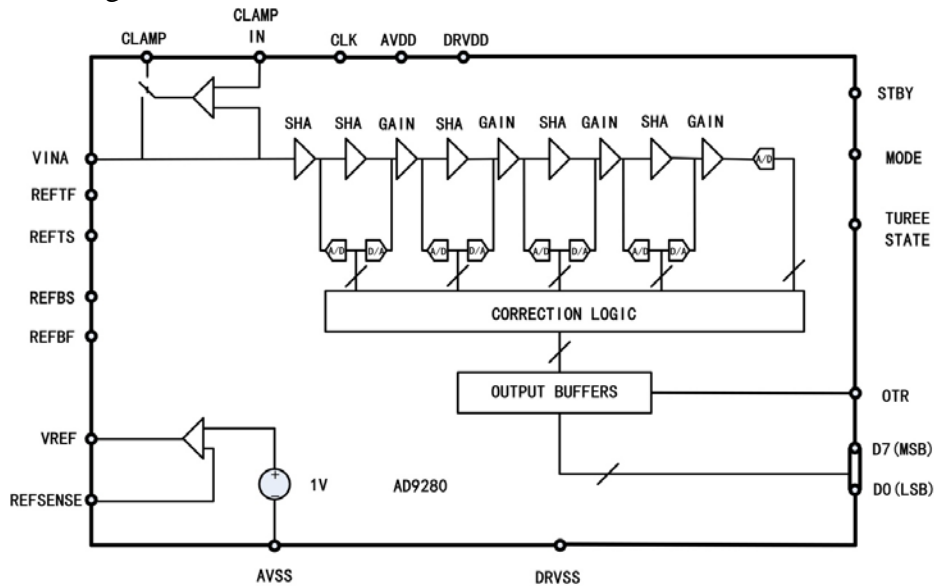 CLAMP
CLAMP
IN
CLK
AVDD
DRVDD
STBY
SHA
SHA
GAIN
SHA
GAIN
SHA
GAIN
SHA
GAIN
VINA
A/D
MODE
REFTF
REFTS
TUREE
STATE
A/D
D/A
A/D
D/A
A/D
D/A
A/D
D/A
REFBS
CORRECTION LOGIC
REFBF
OUTPUT BUFFERS
OTR
VREF
D7(MSB)
1V
AD9280
D0(LSB)
REFSENSE
AVSS
DRVSS